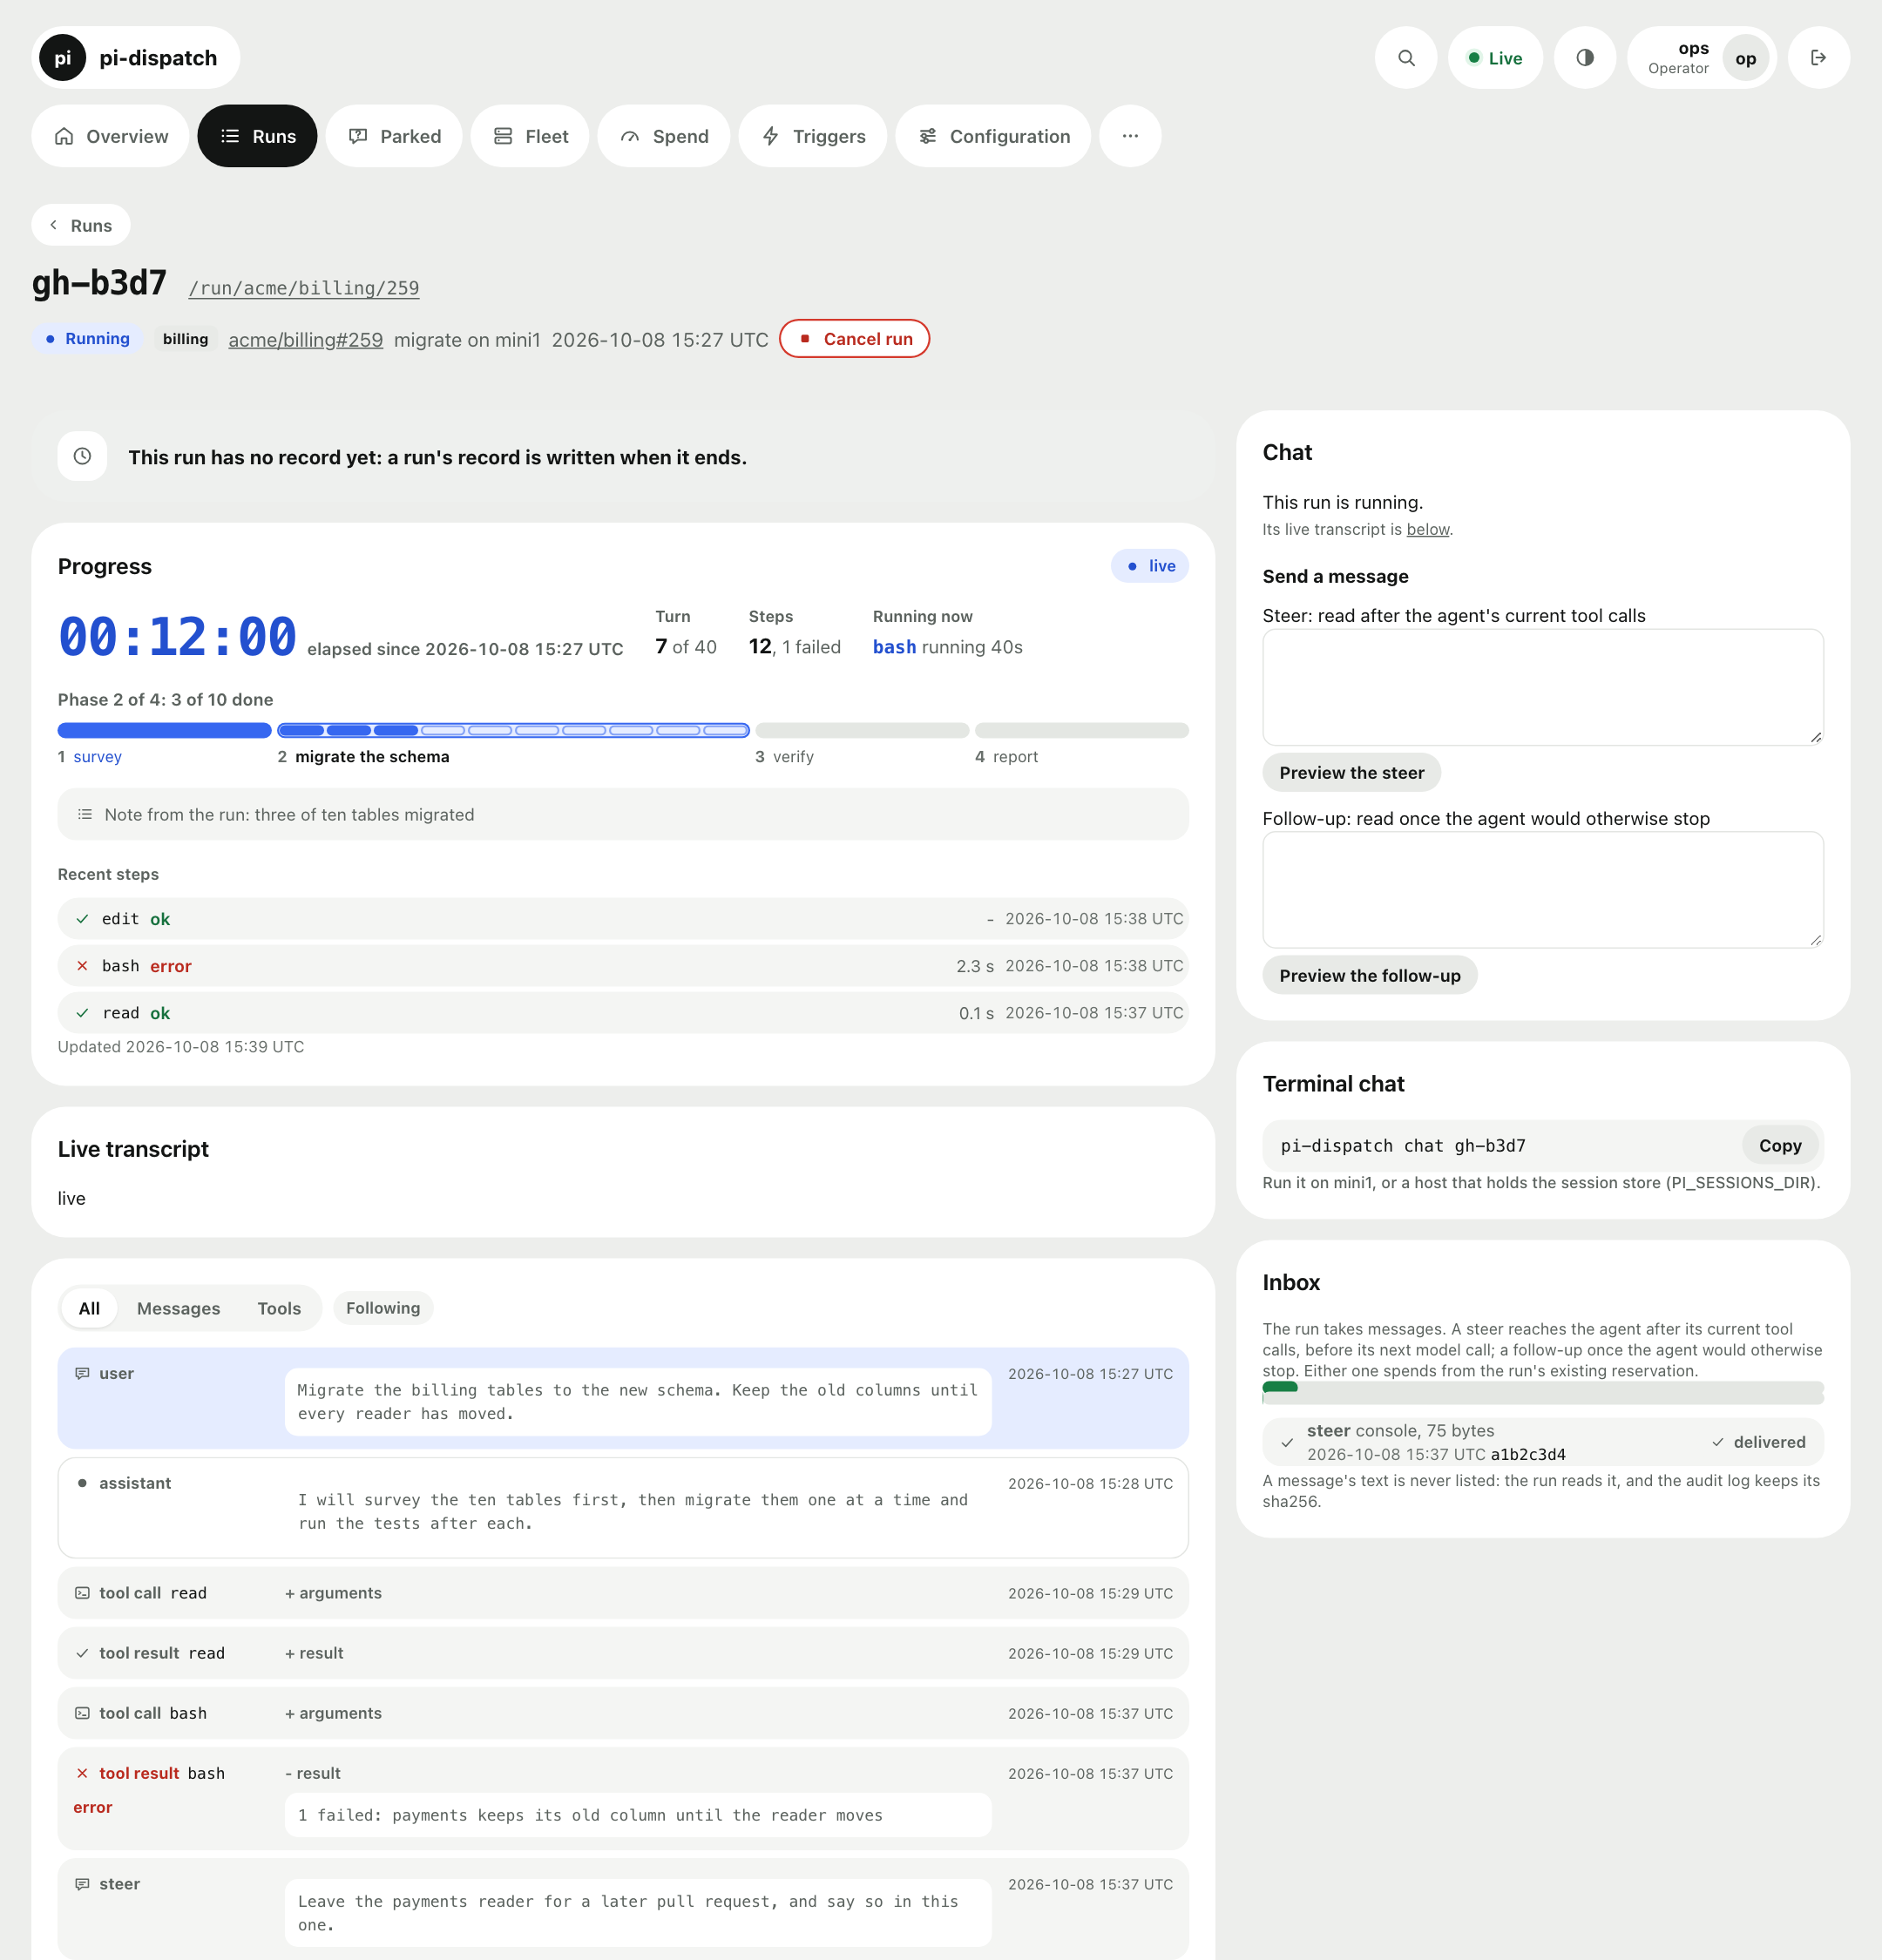 pi pi-dispatch
Live
ops
Operator
op
Overview Runs Parked Fleet Spend Triggers Configuration ...
Runs
gh-b3d7 /run/acme/billing/259
Running billing acme/billing#259 migrate on mini1 2026-10-08 15:27 UTC Cancel run
This run has no record yet: a run's record is written when it ends.
Progress live
00:12:00 elapsed since 2026-10-08 15:27 UTC
Turn
7 of 40
Steps
12, 1 failed
Running now
bash running 40s
Phase 2 of 4: 3 of 10 done
1 survey 2 migrate the schema 3 verify 4 report
Note from the run: three of ten tables migrated
Recent steps
edit ok - 2026-10-08 15:38 UTC
bash error 2.3 s 2026-10-08 15:38 UTC
read ok 0.1 s 2026-10-08 15:37 UTC
Updated 2026-10-08 15:39 UTC
Live transcript
live
All Messages Tools Following
user
Migrate the billing tables to the new schema. Keep the old columns until
every reader has moved.
2026-10-08 15:27 UTC
assistant
I will survey the ten tables first, then migrate them one at a time and
run the tests after each.
2026-10-08 15:28 UTC
tool call read + arguments 2026-10-08 15:29 UTC
tool result read + result 2026-10-08 15:29 UTC
tool call bash + arguments 2026-10-08 15:37 UTC
tool result bash - result 2026-10-08 15:37 UTC
error
1 failed: payments keeps its old column until the reader moves
steer
Leave the payments reader for a later pull request, and say so in this
one.
2026-10-08 15:37 UTC
Chat
This run is running.
Its live transcript is below.
Send a message
Steer: read after the agent's current tool calls
Preview the steer
Follow-up: read once the agent would otherwise stop
Preview the follow-up
Terminal chat
pi-dispatch chat gh-b3d7 Copy
Run it on mini1, or a host that holds the session store (PI_SESSIONS_DIR).
Inbox
The run takes messages. A steer reaches the agent after its current tool
calls, before its next model call; a follow-up once the agent would otherwise
stop. Either one spends from the run's existing reservation.
steer console, 75 bytes
2026-10-08 15:37 UTC a1b2c3d4
delivered
A message's text is never listed: the run reads it, and the audit log keeps its
sha256.